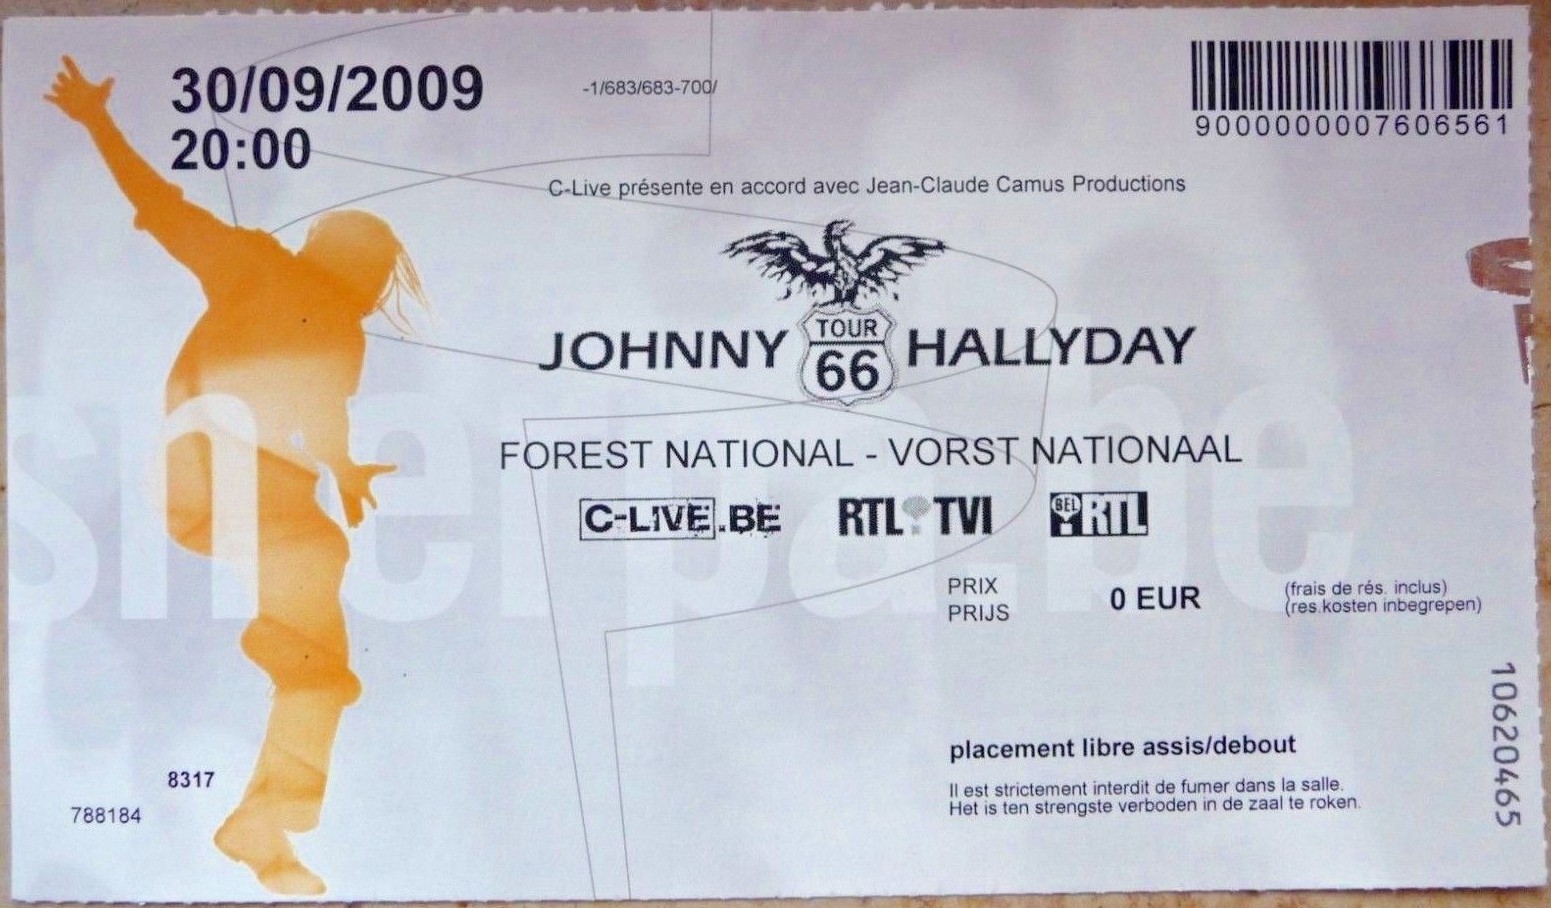 30/09/2009
20:00
-1/683/683-700/
9000000007606561
C-Live présente en accord avec Jean-Claude Camus Productions
JOHNNY TOUR 66 HALLYDAY
FOREST NATIONAL - VORST NATIONAAL
C-LIVE.BE RTL TVI BEL RTL
sherpa.be
PRIX
PRIJS
0 EUR
(frais de rés. inclus)
(res.kosten inbegrepen)
10620465
placement libre assis/debout
Il est strictement interdit de fumer dans la salle.
Het is ten strengste verboden in de zaal te roken.
8317
788184